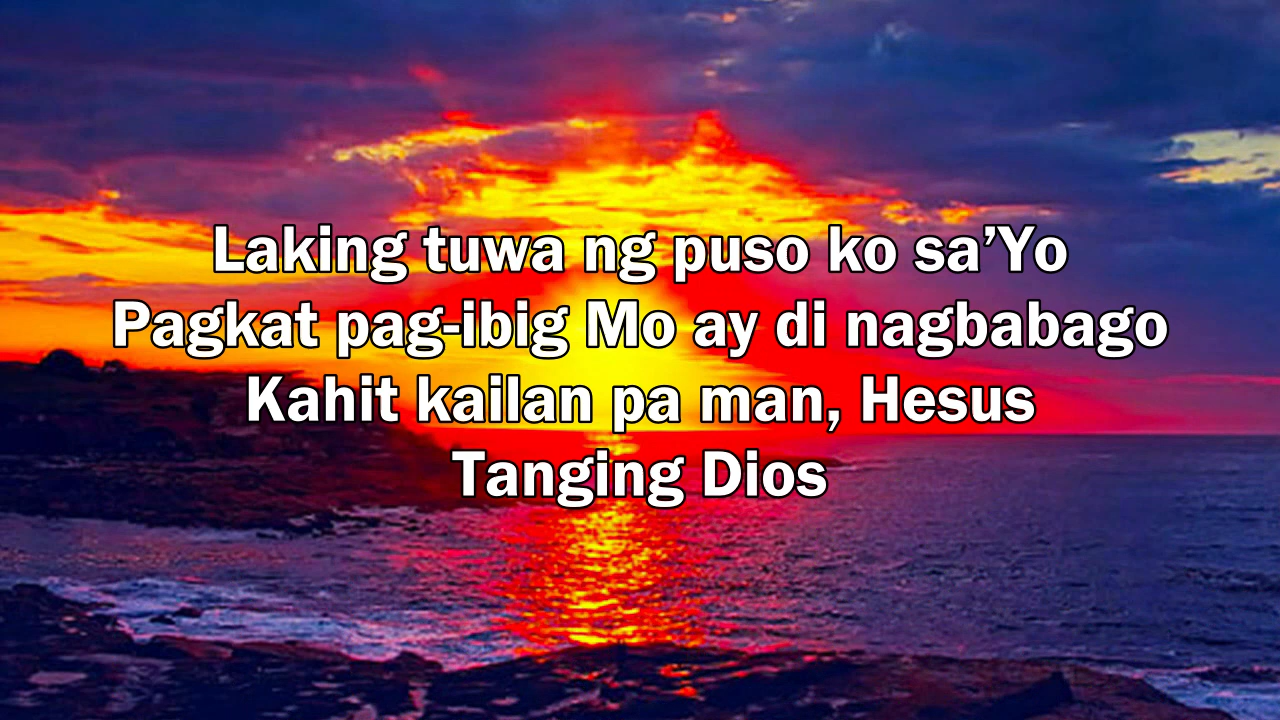 Laking tuwa ng puso ko sa’Yo
Pagkat pag-ibig Mo ay di nagbabago
Kahit kailan pa man, Hesus
Tanging Dios